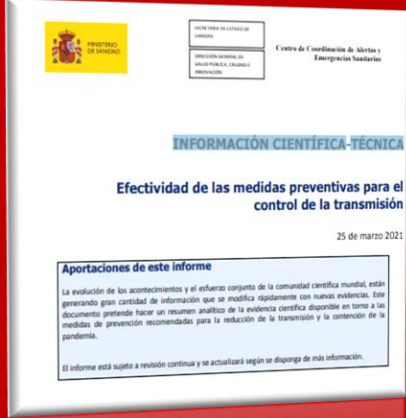 MINISTERIO
DE SANIDAD
SECRETARIA DE ESTADO DE
SANIDAD
DIRECCIÓN GENERAL DE
SALUD PÚBLICA, CALIDAD E
INNOVACIÓN
Centro de Coordinación de Alertas y
Emergencias Sanitarias
INFORMACIÓN CIENTÍFICA-TÉCNICA
Efectividad de las medidas preventivas para el
control de la transmisión
25 de marzo 2021
Aportaciones de este informe
La evolución de los acontecimientos y el esfuerzo conjunto de la comunidad científica mundial, están
generando gran cantidad de información que se modifica rápidamente con nuevas evidencias. Este
documento pretende hacer un resumen analítico de la evidencia científica disponible en torno a las
medidas de prevención recomendadas para la reducción de la transmisión y la contención de la
pandemia.
El informe está sujeto a revisión continua y se actualizará según se disponga de más información.